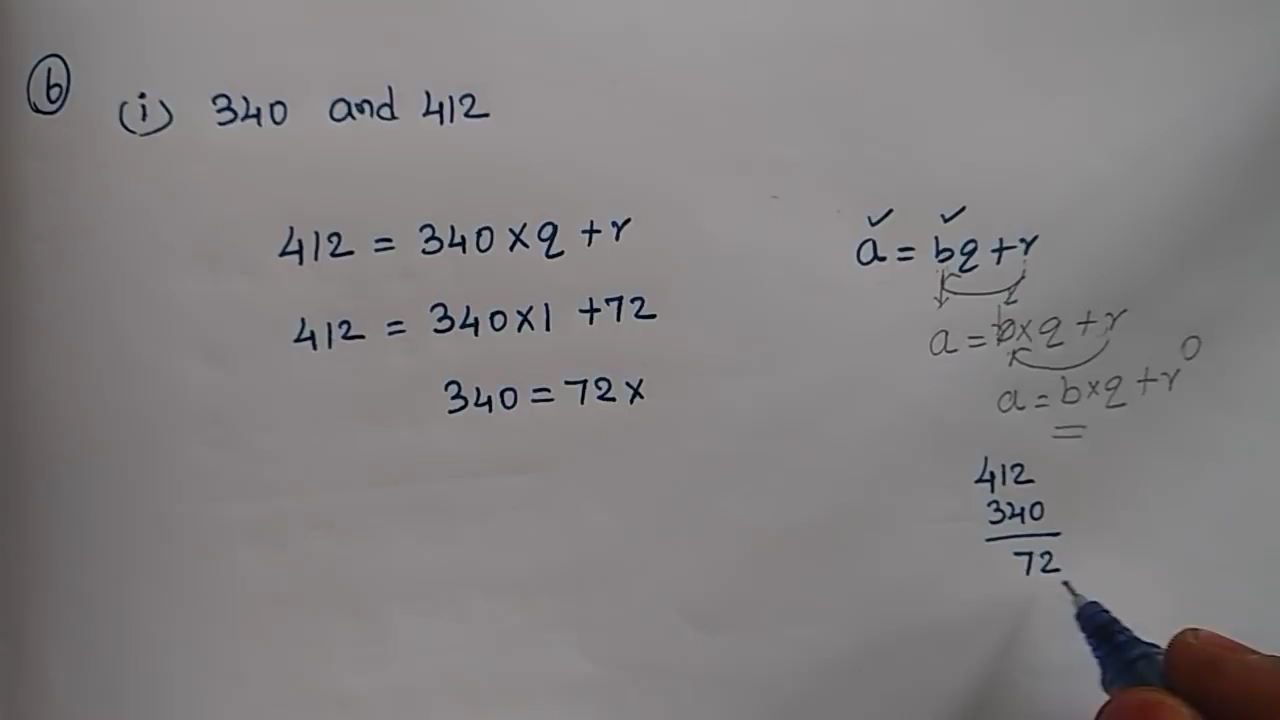 6
(i) 340 and 412
412 = 340 × q + r
412 = 340 × 1 + 72
340 = 72 ×
a = bq + r
a = b × q + r
a = b × q + r 0
412
340
72